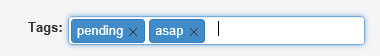 Tags: pending × asap ×